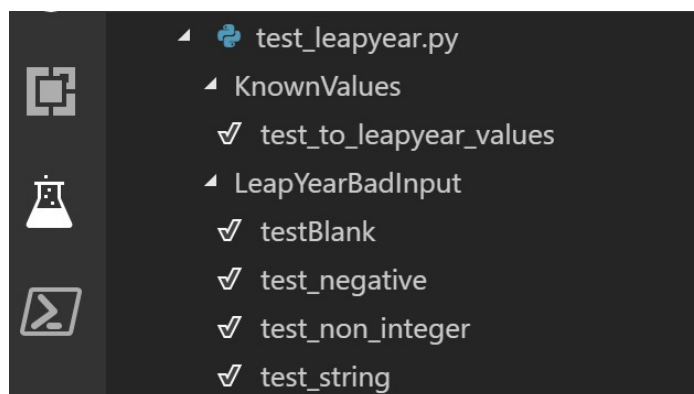 test_leapyear.py
KnownValues
test_to_leapyear_values
LeapYearBadInput
testBlank
test_negative
test_non_integer
test_string